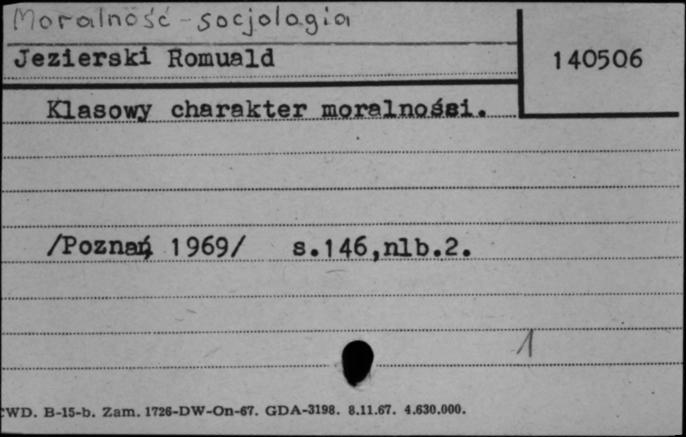 Moralność - socjologia
Jezierski Romuald
140506
Klasowy charakter moralności.
/Poznań 1969/ s.146,nlb.2.
1
CWD. B-15-b. Zam. 1726-DW-On-67. GDA-3198. 8.11.67. 4.630.000.